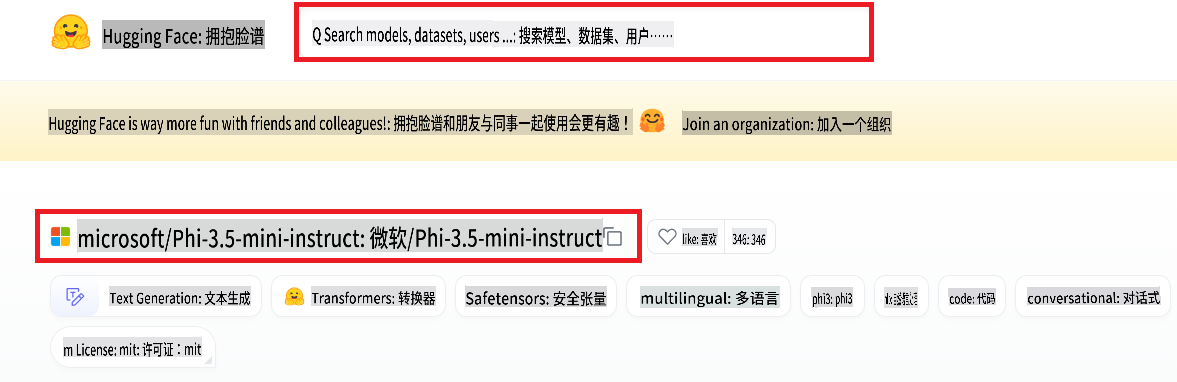 Hugging Face: 拥抱脸谱
Q Search models, datasets, users ...: 搜索模型、数据集、用户……
Hugging Face is way more fun with friends and colleagues!: 拥抱脸谱和朋友与同事一起使用会更有趣！
Join an organization: 加入一个组织
microsoft/Phi-3.5-mini-instruct: 微软/Phi-3.5-mini-instruct
like: 喜欢
346: 346
Text Generation: 文本生成
Transformers: 转换器
Safetensors: 安全张量
multilingual: 多语言
phi3: phi3
code: 代码
conversational: 对话式
m License: mit: 许可证：mit